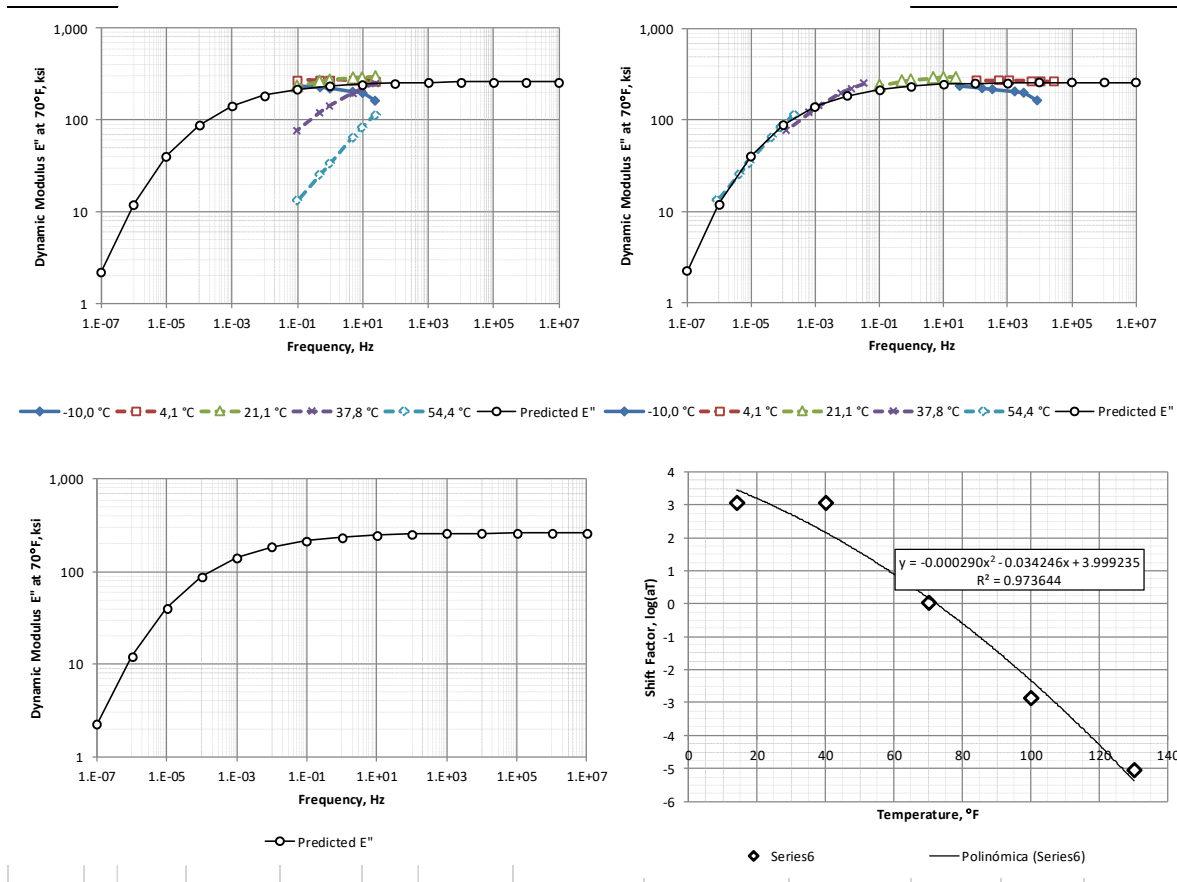 1,000
100
10
1
Dynamic Modulus E" at 70°F, ksi
1.E-07 1.E-05 1.E-03 1.E-01 1.E+01 1.E+03 1.E+05 1.E+07
Frequency, Hz
-10,0 °C 4,1 °C 21,1 °C 37,8 °C 54,4 °C Predicted E"
1,000
100
10
1
Dynamic Modulus E" at 70°F, ksi
1.E-07 1.E-05 1.E-03 1.E-01 1.E+01 1.E+03 1.E+05 1.E+07
Frequency, Hz
-10,0 °C 4,1 °C 21,1 °C 37,8 °C 54,4 °C Predicted E"
1,000
100
10
1
Dynamic Modulus E" at 70°F, ksi
1.E-07 1.E-05 1.E-03 1.E-01 1.E+01 1.E+03 1.E+05 1.E+07
Frequency, Hz
Predicted E"
4
3
2
1
0
-1
-2
-3
-4
-5
-6
Shift Factor, log(aT)
y = -0.000290x² - 0.034246x + 3.999235
R² = 0.973644
0 20 40 60 80 100 120 140
Temperature, °F
Series6 Polinómica (Series6)